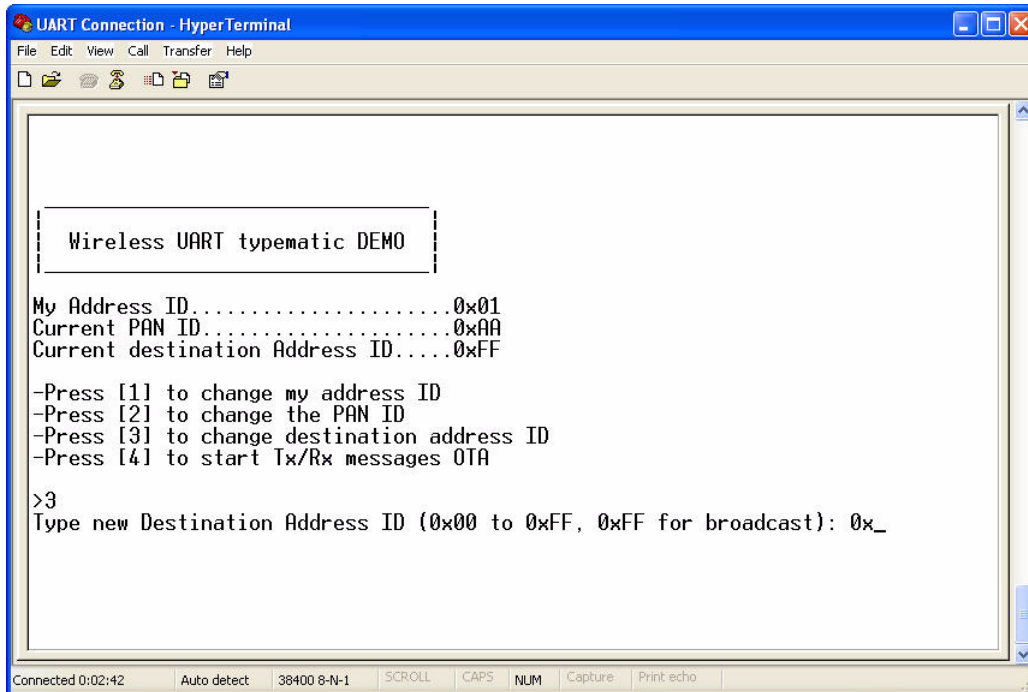 UART Connection - HyperTerminal
File Edit View Call Transfer Help
Wireless UART typematic DEMO
My Address ID......................0x01
Current PAN ID.....................0xAA
Current destination Address ID.....0xFF
-Press [1] to change my address ID
-Press [2] to change the PAN ID
-Press [3] to change destination address ID
-Press [4] to start Tx/Rx messages OTA
>3
Type new Destination Address ID (0x00 to 0xFF, 0xFF for broadcast): 0x_
Connected 0:02:42 Auto detect 38400 8-N-1 SCROLL CAPS NUM Capture Print echo